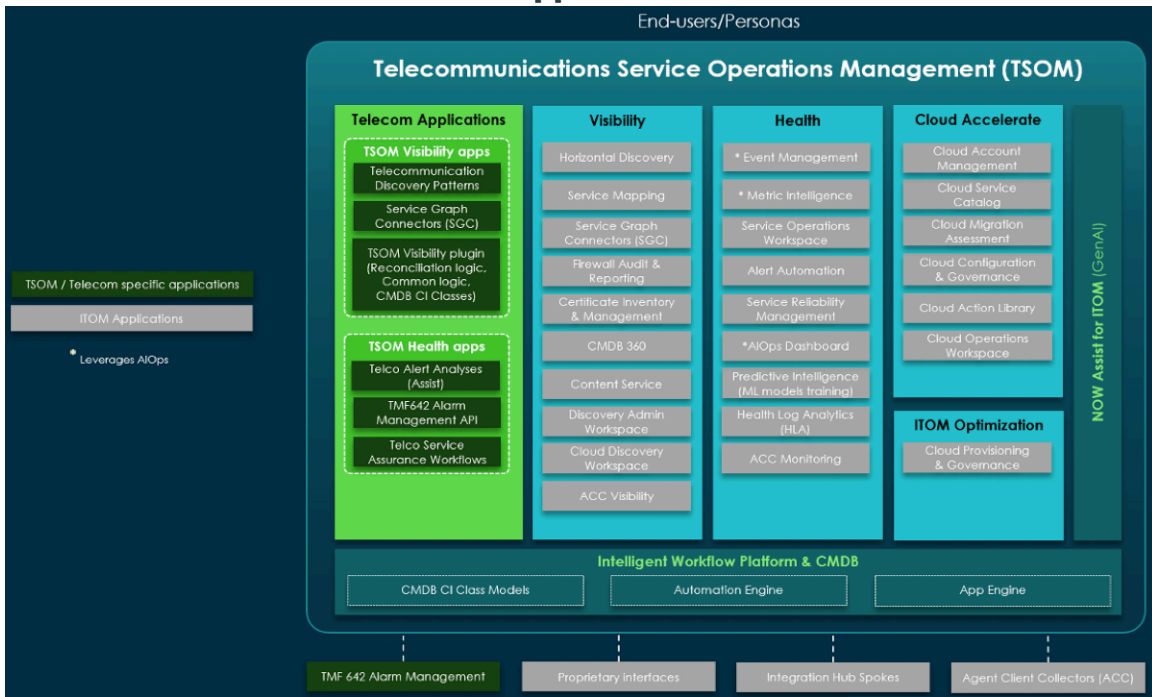 End-users/Personas
Telecommunications Service Operations Management (TSOM)
Telecom Applications
TSOM Visibility apps
Telecommunication
Discovery Patterns
Service Graph
Connectors (SGC)
TSOM Visibility plugin
(Reconciliation logic,
Common logic,
CMDB CI Classes)
TSOM Health apps
Telco Alert Analyses
(Assist)
TMF642 Alarm
Management API
Telco Service
Assurance Workflows
Visibility
Horizontal Discovery
Service Mapping
Service Graph
Connectors (SGC)
Firewall Audit &
Reporting
Certificate Inventory
& Management
CMDB 360
Content Service
Discovery Admin
Workspace
Cloud Discovery
Workspace
ACC Visibility
Health
* Event Management
* Metric Intelligence
Service Operations
Workspace
Alert Automation
Service Reliability
Management
*AIOps Dashboard
Predictive Intelligence
(ML models training)
Health Log Analytics
(HLA)
ACC Monitoring
Cloud Accelerate
Cloud Account
Management
Cloud Service
Catalog
Cloud Migration
Assessment
Cloud Configuration
& Governance
Cloud Action Library
Cloud Operations
Workspace
ITOM Optimization
Cloud Provisioning
& Governance
NOW Assist for ITOM (GenAI)
TSOM / Telecom specific applications
ITOM Applications
* Leverages AIOps
Intelligent Workflow Platform & CMDB
CMDB CI Class Models
Automation Engine
App Engine
TMF 642 Alarm Management
Proprietary interfaces
Integration Hub Spokes
Agent Client Collectors (ACC)